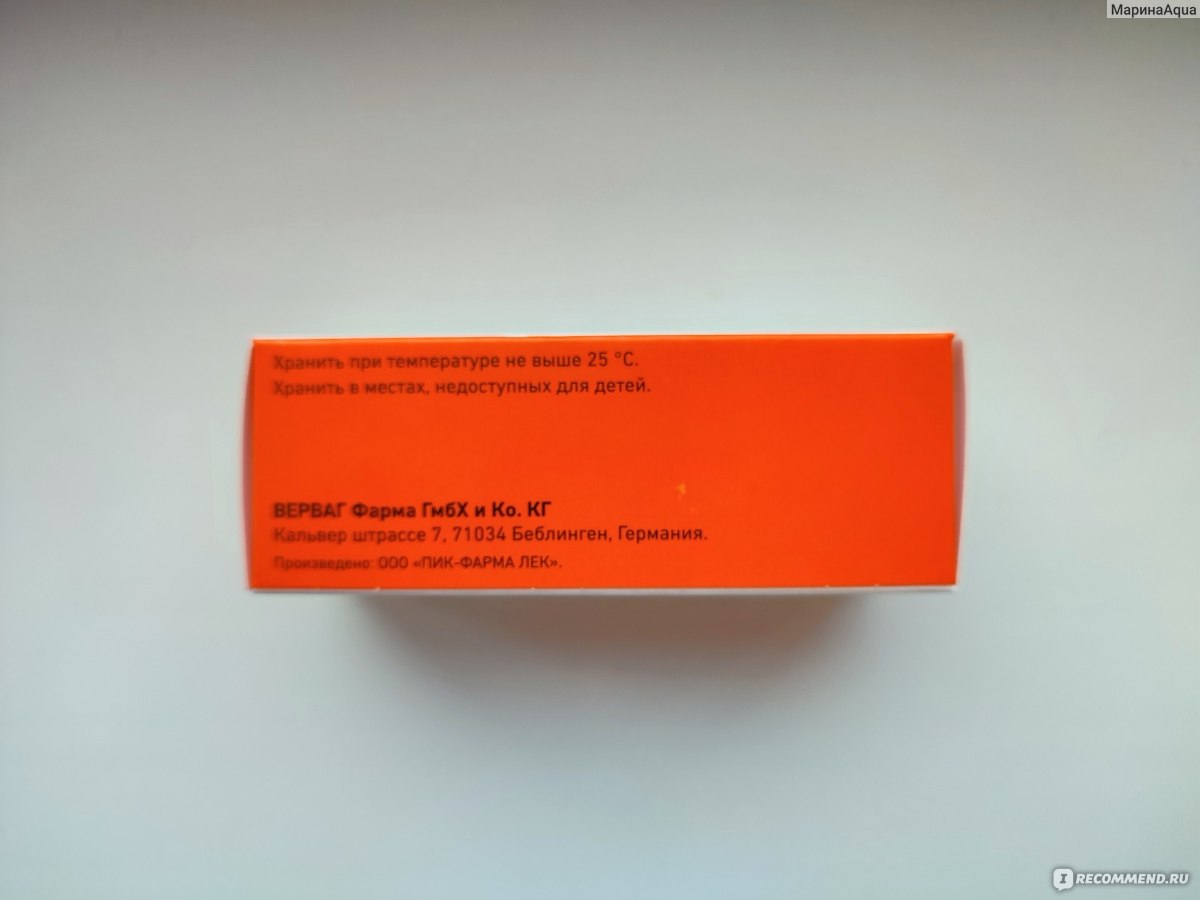 МаринаAqua
Хранить при температуре не выше 25 °C.
Хранить в местах, недоступных для детей.
ВЕРВАГ Фарма ГмбХ и Ко. КГ
Кальвер штрассе 7, 71034 Беблинген, Германия.
Произведено: ООО «ПИК-ФАРМА ЛЕК».
IRECOMMEND.RU